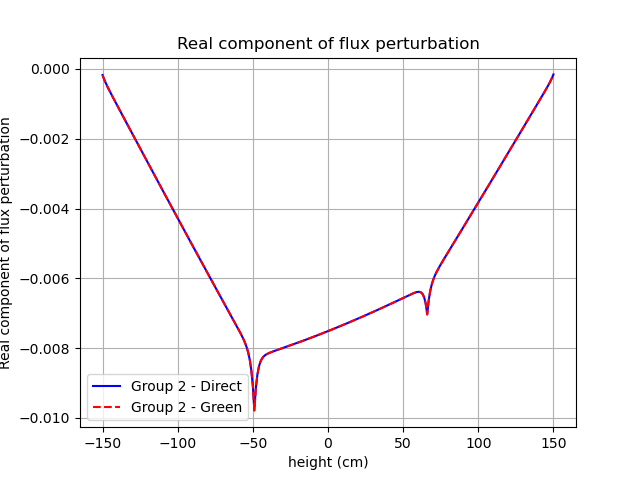 Real component of flux perturbation
Real component of flux perturbation
0.000
−0.002
−0.004
−0.006
−0.008
−0.010
Group 2 - Direct
Group 2 - Green
−150
−100
−50
0
50
100
150
height (cm)